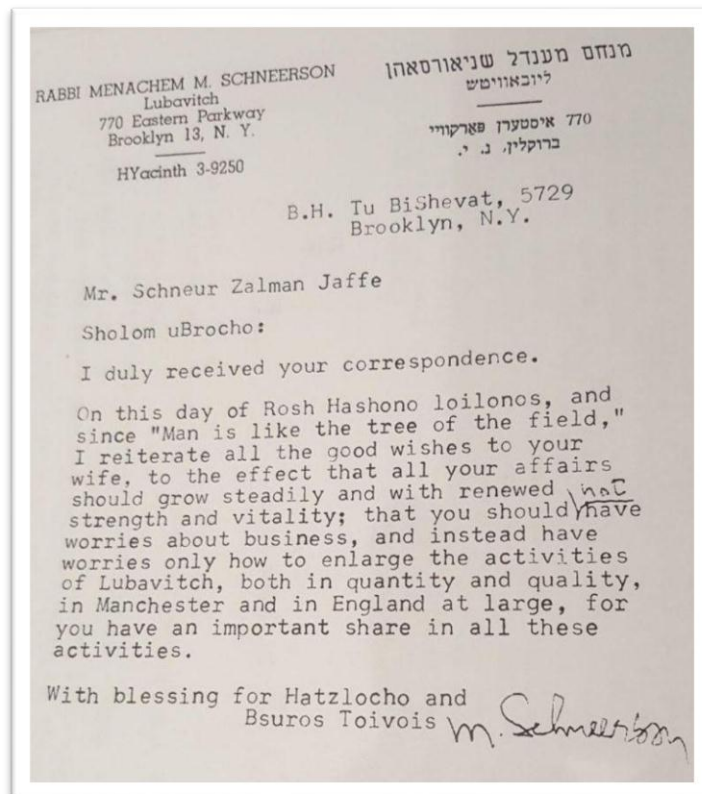 RABBI MENACHEM M. SCHNEERSON
Lubavitch
770 Eastern Parkway
Brooklyn 13, N. Y.
HYacinth 3-9250
מנחם מענדל שניאורסאהן
ליובאוויטש
770 איסטערן פּאַרקוויי
ברוקלין, נ. י.
B.H. Tu BiShevat, 5729
Brooklyn, N.Y.
Mr. Schneur Zalman Jaffe
Sholom uBrocho:
I duly received your correspondence.
On this day of Rosh Hashono loilonos, and
since "Man is like the tree of the field,"
I reiterate all the good wishes to your
wife, to the effect that all your affairs
should grow steadily and with renewed
strength and vitality; that you should not have
worries about business, and instead have
worries only how to enlarge the activities
of Lubavitch, both in quantity and quality,
in Manchester and in England at large, for
you have an important share in all these
activities.
With blessing for Hatzlocho and
Bsuros Toivois M. Schneerson